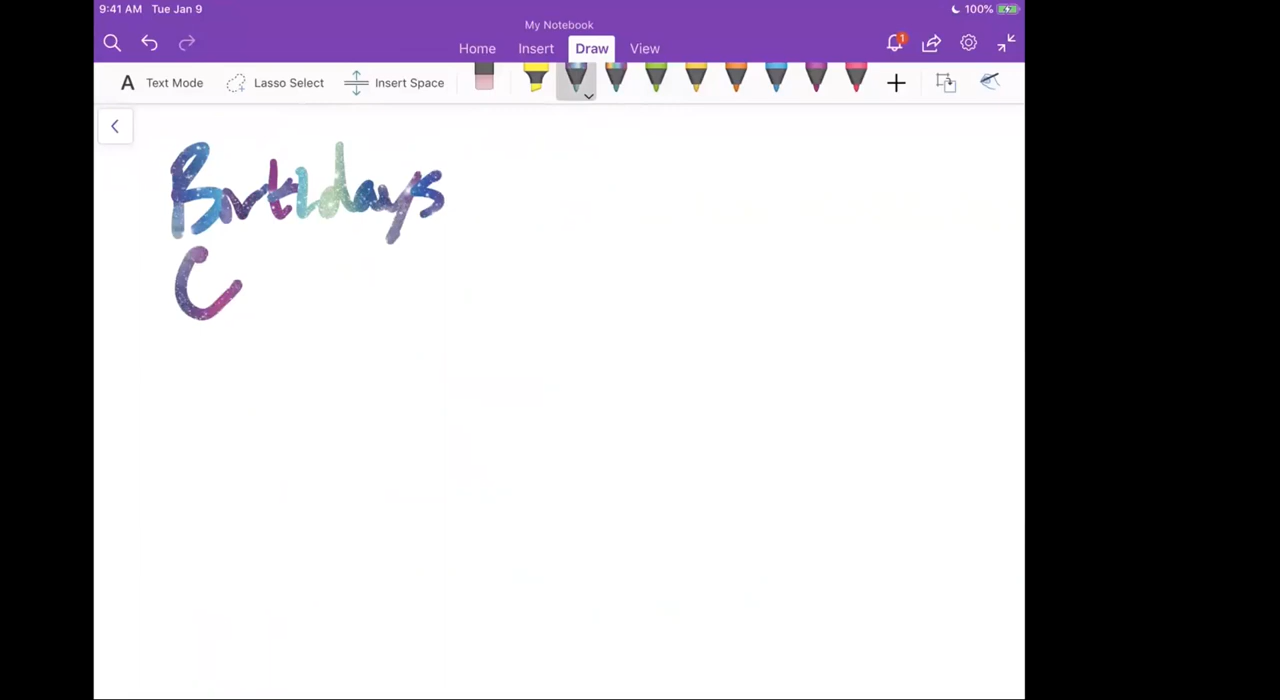 9:41 AM Tue Jan 9
100%
My Notebook
Home Insert Draw View
1
A Text Mode Lasso Select Insert Space
Birthdays
C